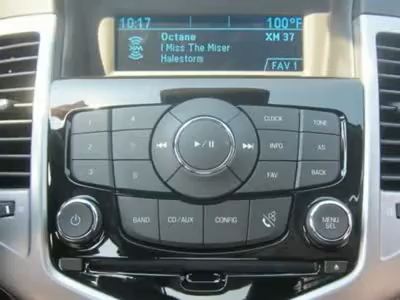 10:17 100°F
Octane XM 37
I Miss The Miser
Halestorm
FAV 1
1 4 CLOCK TONE
2 5 INFO AS
3 6 FAV BACK
BAND CD/AUX CONFIG MENU
SEL